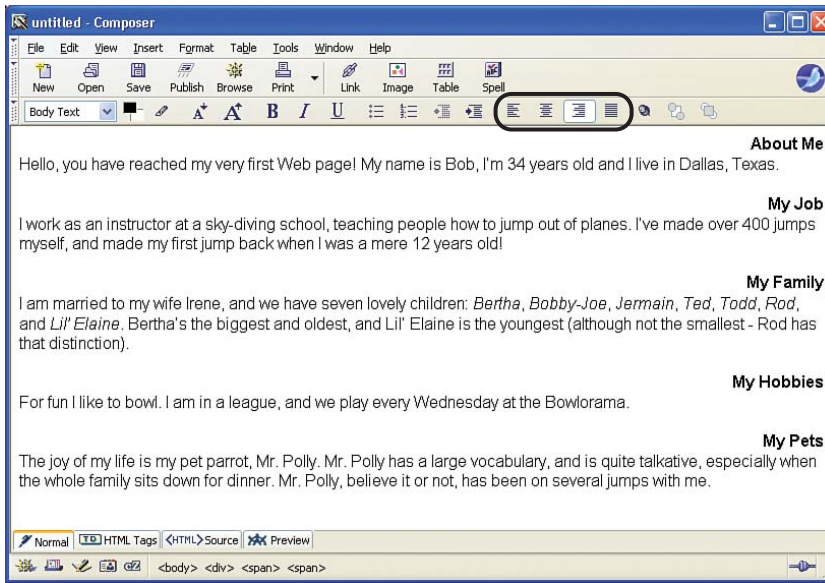 untitled - Composer
File Edit View Insert Format Table Tools Window Help
New Open Save Publish Browse Print Link Image Table Spell
Body Text B I U
About Me
Hello, you have reached my very first Web page! My name is Bob, I'm 34 years old and I live in Dallas, Texas.
My Job
I work as an instructor at a sky-diving school, teaching people how to jump out of planes. I've made over 400 jumps
myself, and made my first jump back when I was a mere 12 years old!
My Family
I am married to my wife Irene, and we have seven lovely children: Bertha, Bobby-Joe, Jermain, Ted, Todd, Rod,
and Lil' Elaine. Bertha's the biggest and oldest, and Lil' Elaine is the youngest (although not the smallest - Rod has
that distinction).
My Hobbies
For fun I like to bowl. I am in a league, and we play every Wednesday at the Bowlorama.
My Pets
The joy of my life is my pet parrot, Mr. Polly. Mr. Polly has a large vocabulary, and is quite talkative, especially when
the whole family sits down for dinner. Mr. Polly, believe it or not, has been on several jumps with me.
Normal TD HTML Tags <HTML> Source Preview
<body> <div> <span> <span>